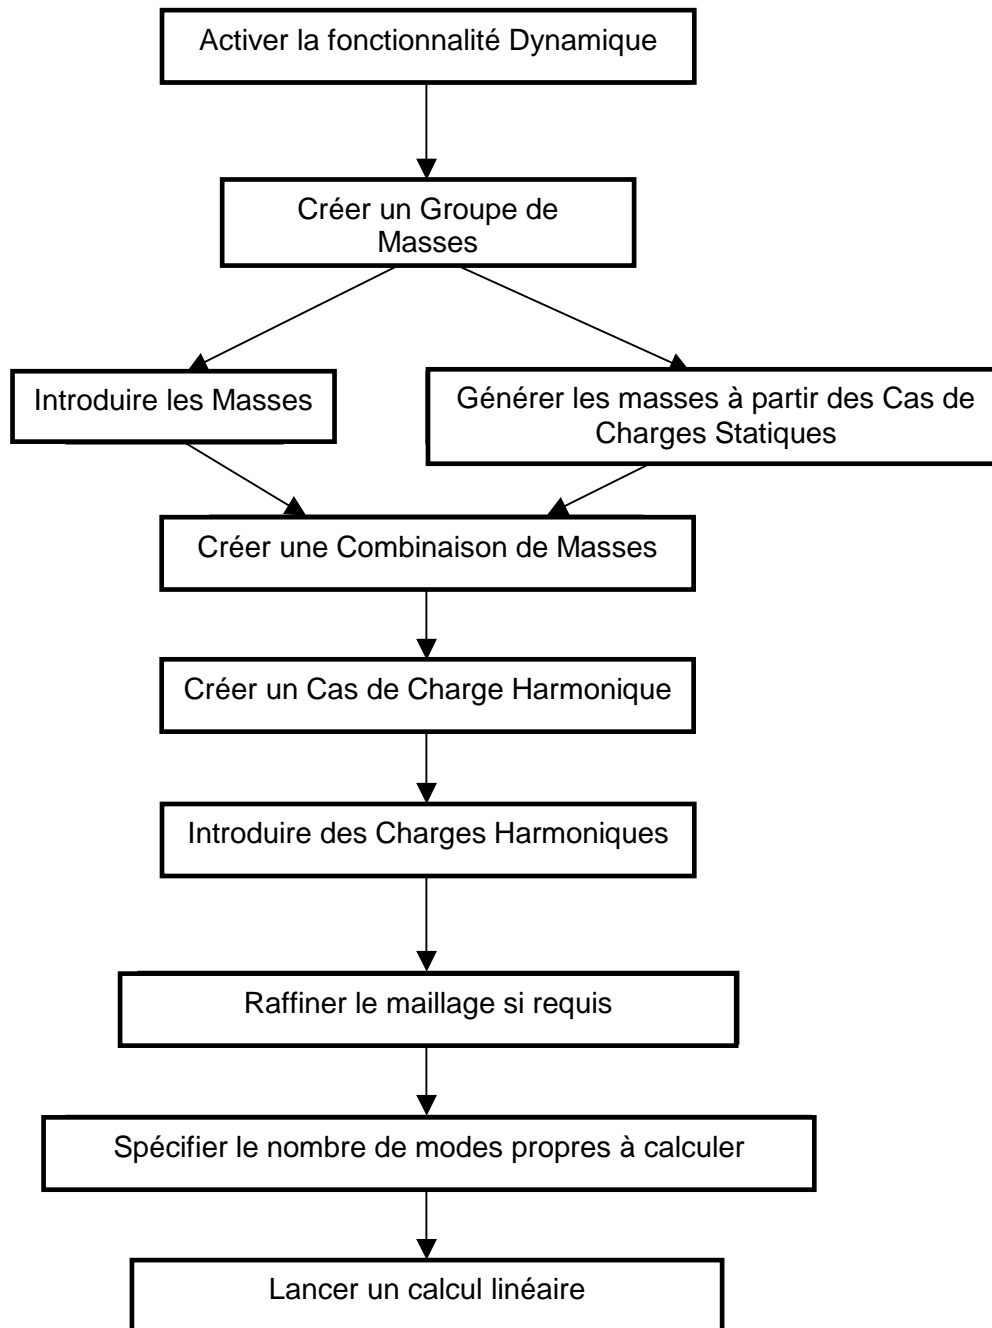 Activer la fonctionnalité Dynamique
Créer un Groupe de
Masses
Introduire les Masses
Générer les masses à partir des Cas de
Charges Statiques
Créer une Combinaison de Masses
Créer un Cas de Charge Harmonique
Introduire des Charges Harmoniques
Raffiner le maillage si requis
Spécifier le nombre de modes propres à calculer
Lancer un calcul linéaire